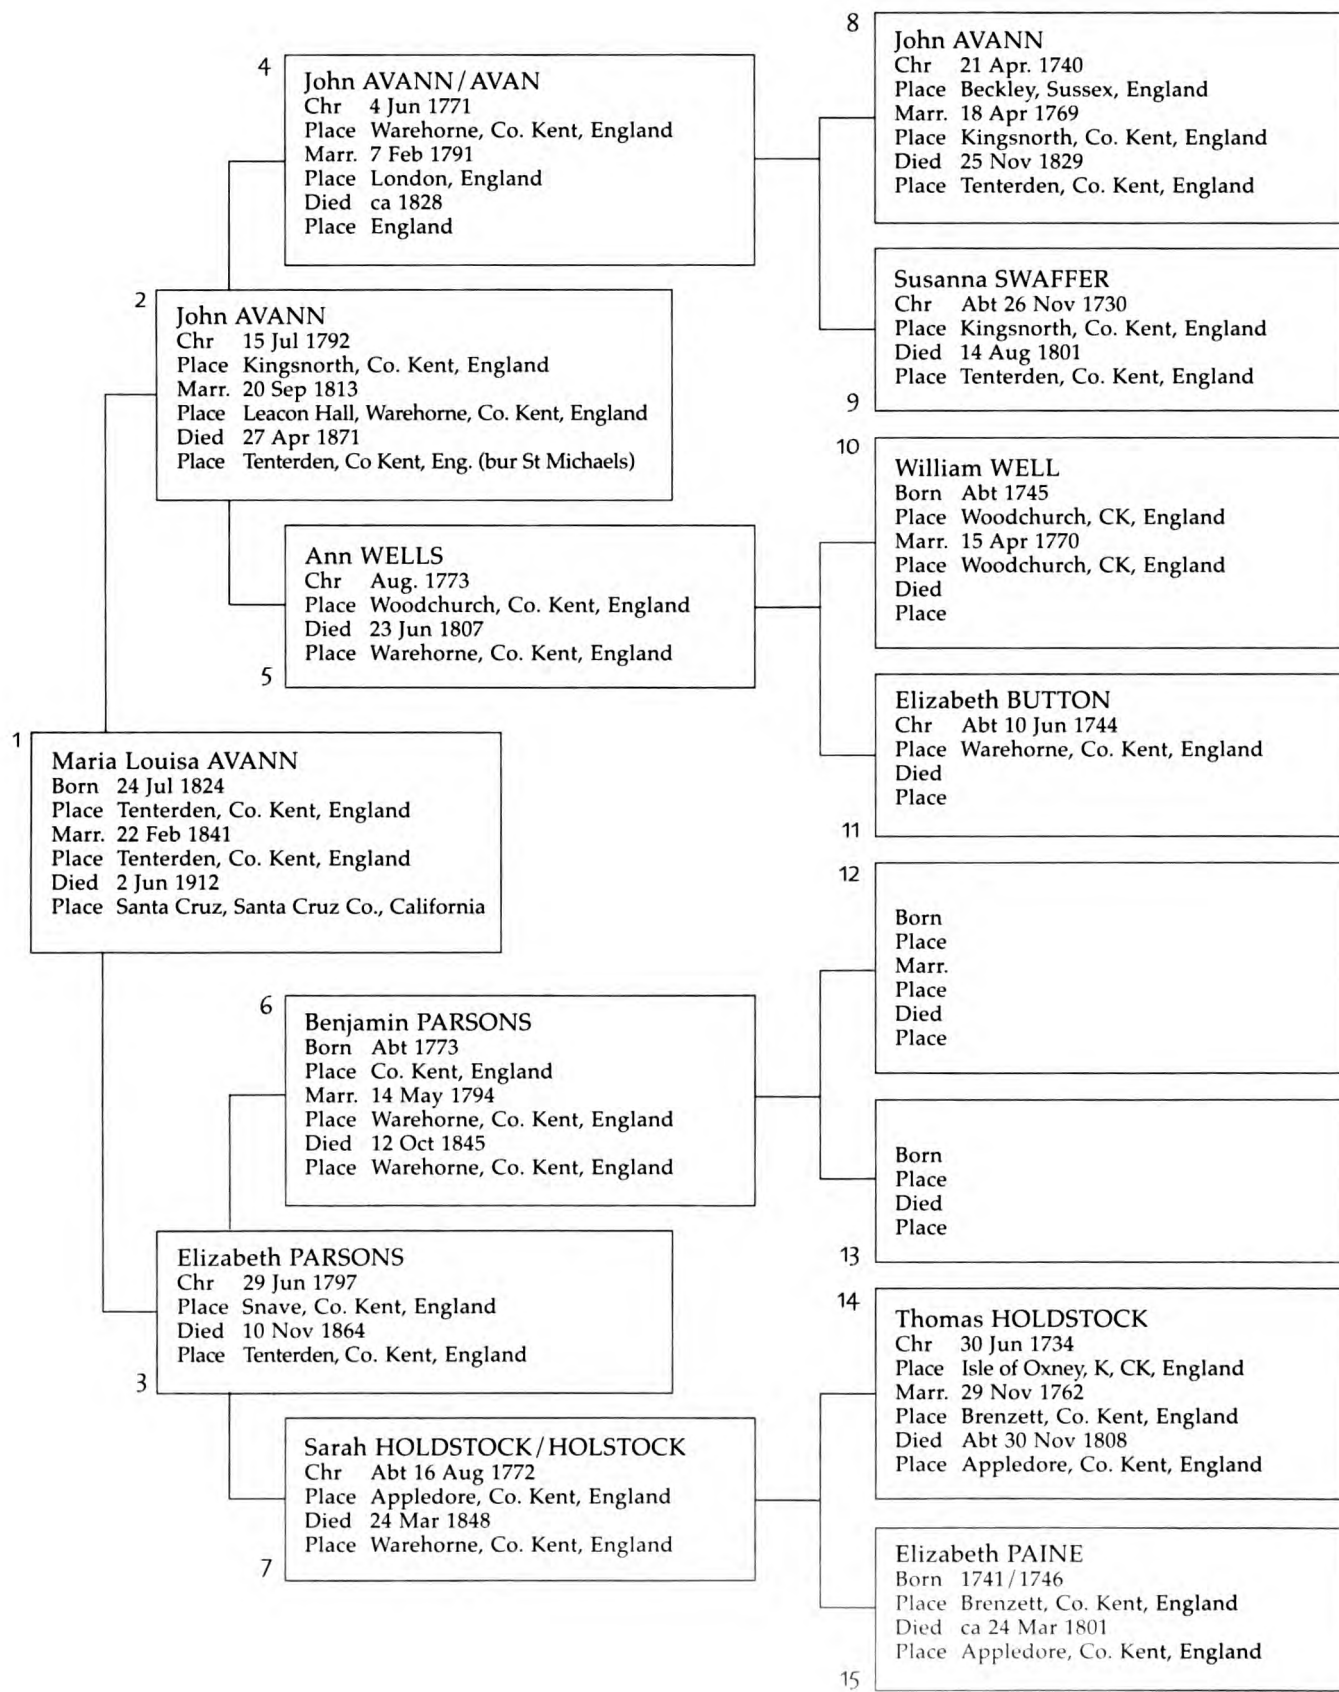 1
Maria Louisa AVANN
Born 24 Jul 1824
Place Tenterden, Co. Kent, England
Marr. 22 Feb 1841
Place Tenterden, Co. Kent, England
Died 2 Jun 1912
Place Santa Cruz, Santa Cruz Co., California
2
John AVANN
Chr 15 Jul 1792
Place Kingsnorth, Co. Kent, England
Marr. 20 Sep 1813
Place Leacon Hall, Warehorne, Co. Kent, England
Died 27 Apr 1871
Place Tenterden, Co Kent, Eng. (bur St Michaels)
Elizabeth PARSONS
Chr 29 Jun 1797
Place Snave, Co. Kent, England
Died 10 Nov 1864
Place Tenterden, Co. Kent, England
3
4
John AVANN/AVAN
Chr 4 Jun 1771
Place Warehorne, Co. Kent, England
Marr. 7 Feb 1791
Place London, England
Died ca 1828
Place England
Ann WELLS
Chr Aug. 1773
Place Woodchurch, Co. Kent, England
Died 23 Jun 1807
Place Warehorne, Co. Kent, England
5
6
Benjamin PARSONS
Born Abt 1773
Place Co. Kent, England
Marr. 14 May 1794
Place Warehorne, Co. Kent, England
Died 12 Oct 1845
Place Warehorne, Co. Kent, England
Sarah HOLDSTOCK/HOLSTOCK
Chr Abt 16 Aug 1772
Place Appledore, Co. Kent, England
Died 24 Mar 1848
Place Warehorne, Co. Kent, England
7
8
John AVANN
Chr 21 Apr. 1740
Place Beckley, Sussex, England
Marr. 18 Apr 1769
Place Kingsnorth, Co. Kent, England
Died 25 Nov 1829
Place Tenterden, Co. Kent, England
Susanna SWAFFER
Chr Abt 26 Nov 1730
Place Kingsnorth, Co. Kent, England
Died 14 Aug 1801
Place Tenterden, Co. Kent, England
9
10
William WELL
Born Abt 1745
Place Woodchurch, CK, England
Marr. 15 Apr 1770
Place Woodchurch, CK, England
Died
Place
Elizabeth BUTTON
Chr Abt 10 Jun 1744
Place Warehorne, Co. Kent, England
Died
Place
11
12
Born
Place
Marr.
Place
Died
Place
Born
Place
Died
Place
13
14
Thomas HOLDSTOCK
Chr 30 Jun 1734
Place Isle of Oxney, K, CK, England
Marr. 29 Nov 1762
Place Brenzett, Co. Kent, England
Died Abt 30 Nov 1808
Place Appledore, Co. Kent, England
Elizabeth PAINE
Born 1741/1746
Place Brenzett, Co. Kent, England
Died ca 24 Mar 1801
Place Appledore, Co. Kent, England
15